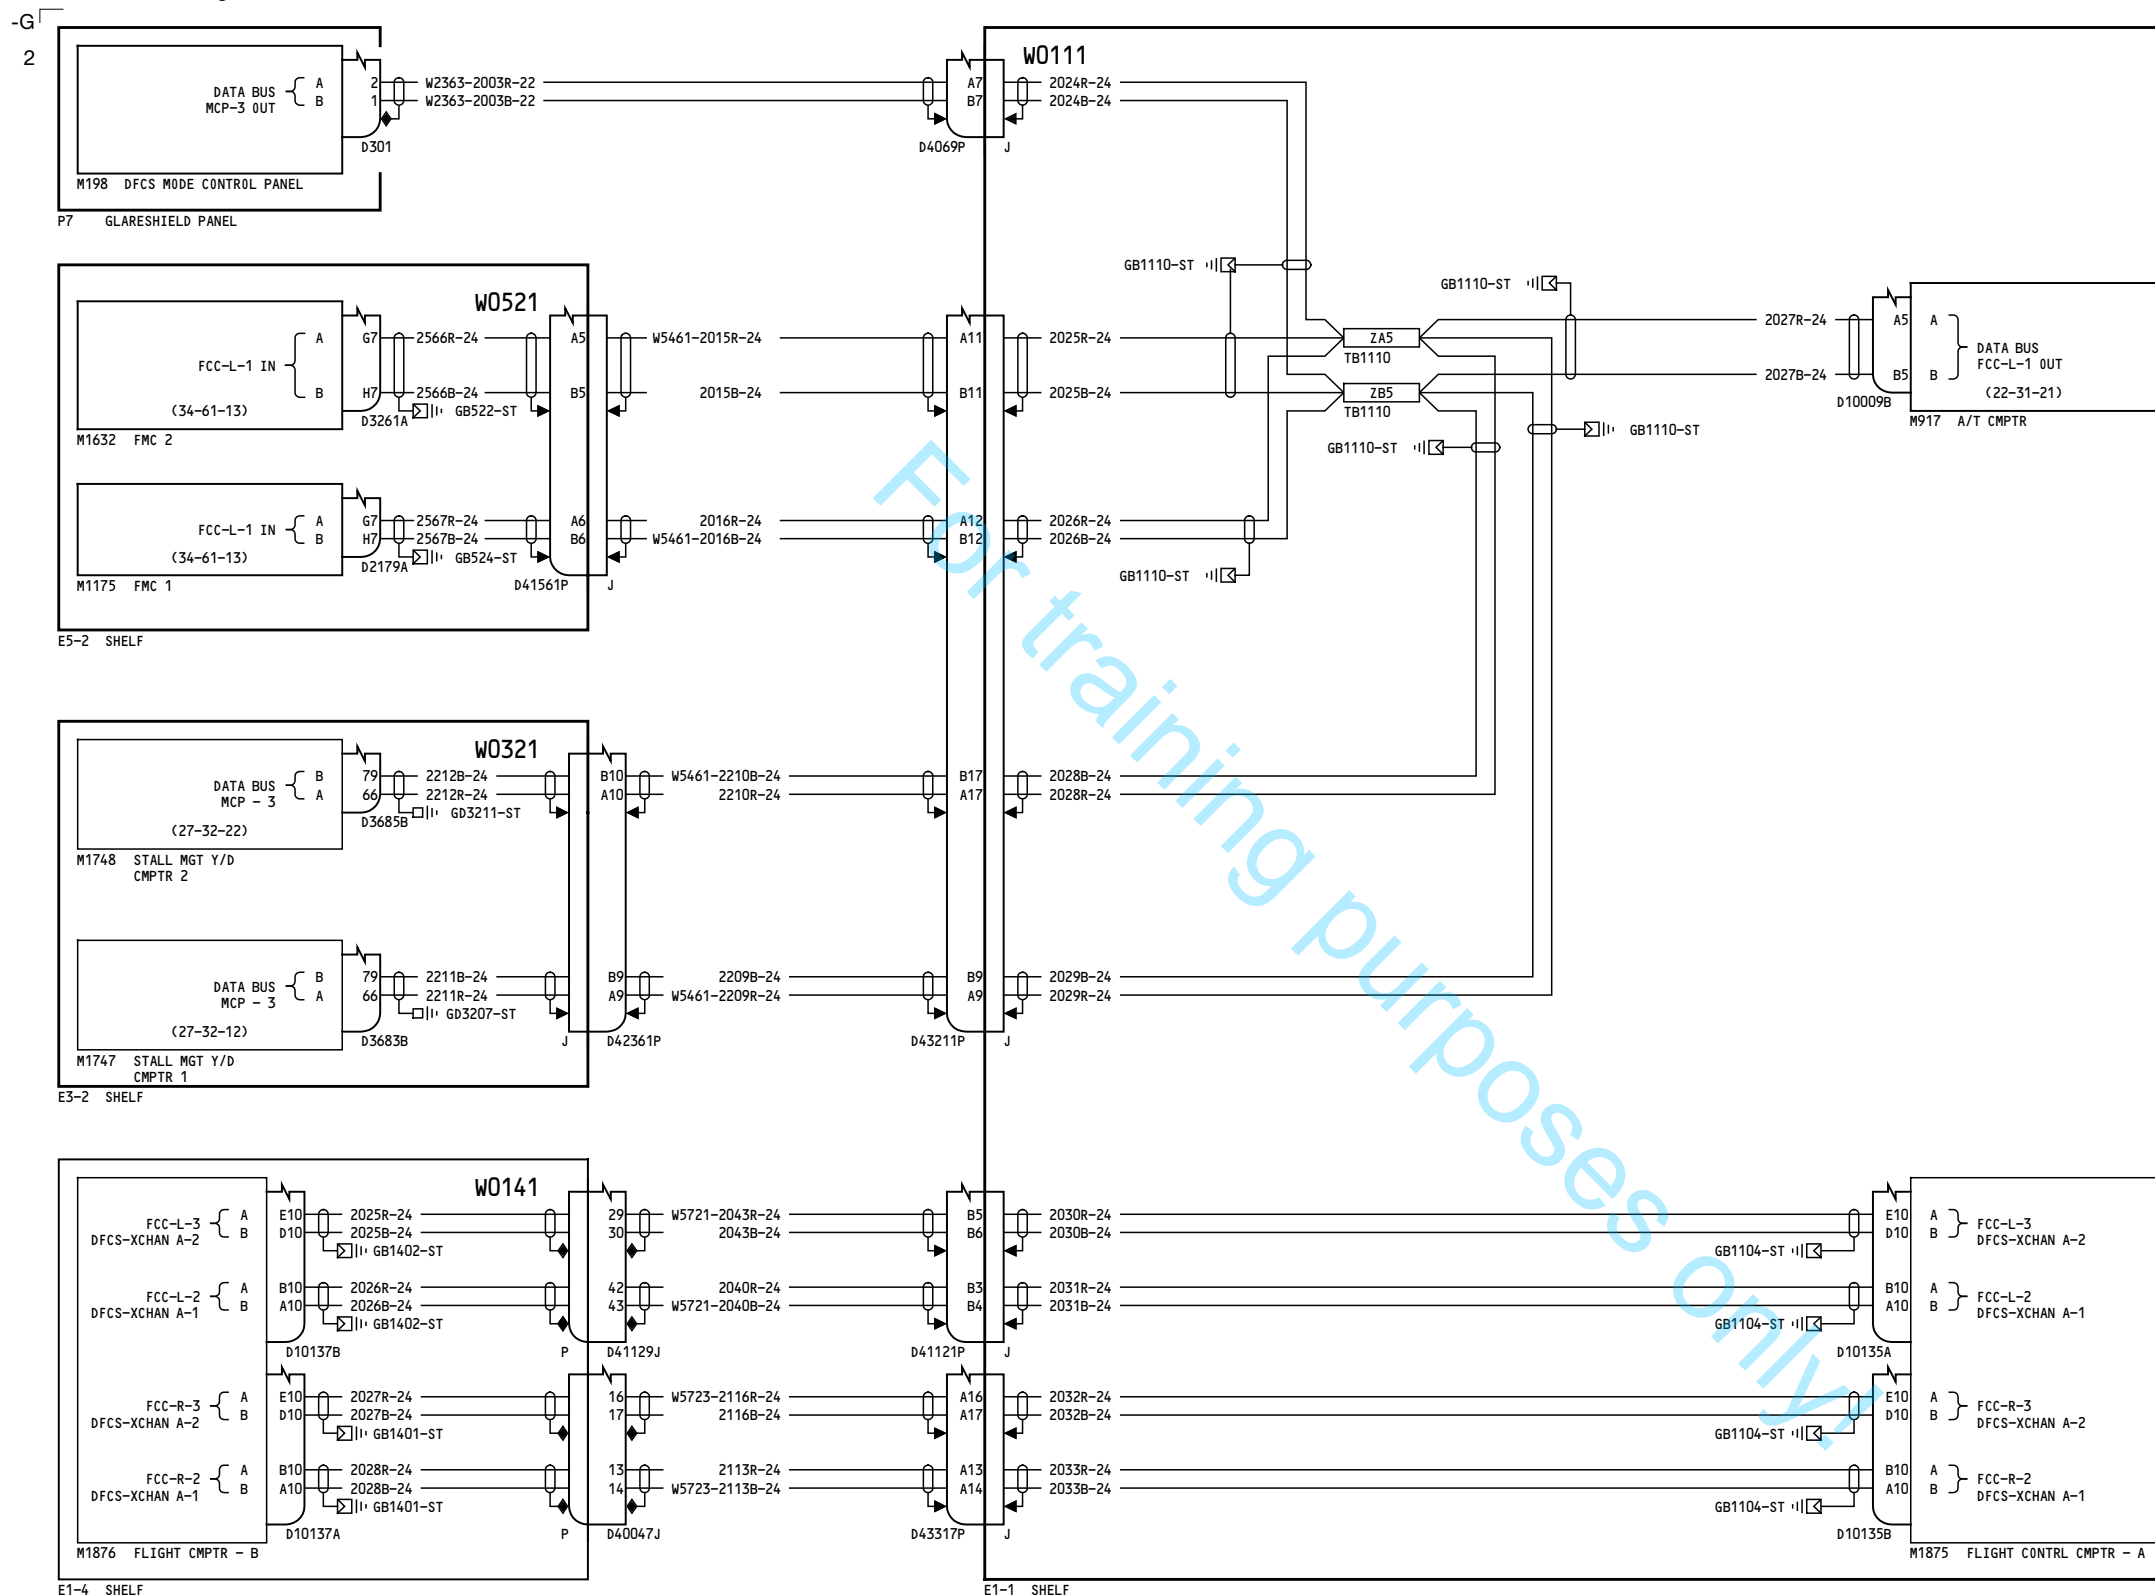 -G
2
W0111
DATA BUS
MCP-3 OUT
A
B
2
1
W2363-2003R-22
W2363-2003B-22
D301
A7
B7
2024R-24
2024B-24
D4069P
J
M198 DFCS MODE CONTROL PANEL
P7 GLARESHIELD PANEL
GB1110-ST
GB1110-ST
W0521
FCC-L-1 IN
A
B
(34-61-13)
G7
H7
2566R-24
2566B-24
D3261A
GB522-ST
M1632 FMC 2
A5
B5
W5461-2015R-24
2015B-24
A11
B11
2025R-24
2025B-24
ZA5
TB1110
ZB5
TB1110
2027R-24
2027B-24
A5
B5
A
B
DATA BUS
FCC-L-1 OUT
(22-31-21)
D10009B
M917 A/T CMPTR
GB1110-ST
GB1110-ST
FCC-L-1 IN
A
B
(34-61-13)
G7
H7
2567R-24
2567B-24
D2179A
GB524-ST
M1175 FMC 1
A6
B6
D41561P
J
2016R-24
W5461-2016B-24
A12
B12
2026R-24
2026B-24
GB1110-ST
E5-2 SHELF
W0321
DATA BUS
MCP - 3
B
A
(27-32-22)
79
66
2212B-24
2212R-24
D3685B
GD3211-ST
M1748 STALL MGT Y/D
CMPTR 2
B10
A10
W5461-2210B-24
2210R-24
B17
A17
2028B-24
2028R-24
DATA BUS
MCP - 3
B
A
(27-32-12)
79
66
2211B-24
2211R-24
D3683B
GD3207-ST
M1747 STALL MGT Y/D
CMPTR 1
B9
A9
J
D42361P
2209B-24
W5461-2209R-24
B9
A9
2029B-24
2029R-24
D43211P
J
E3-2 SHELF
W0141
FCC-L-3
DFCS-XCHAN A-2
A
B
E10
D10
2025R-24
2025B-24
GB1402-ST
29
30
W5721-2043R-24
2043B-24
B5
B6
2030R-24
2030B-24
GB1104-ST
E10
D10
A
B
FCC-L-3
DFCS-XCHAN A-2
FCC-L-2
DFCS-XCHAN A-1
A
B
B10
A10
2026R-24
2026B-24
GB1402-ST
42
43
2040R-24
W5721-2040B-24
B3
B4
2031R-24
2031B-24
GB1104-ST
B10
A10
A
B
FCC-L-2
DFCS-XCHAN A-1
D10137B
P
D41129J
D41121P
J
D10135A
FCC-R-3
DFCS-XCHAN A-2
A
B
E10
D10
2027R-24
2027B-24
GB1401-ST
16
17
W5723-2116R-24
2116B-24
A16
A17
2032R-24
2032B-24
GB1104-ST
E10
D10
A
B
FCC-R-3
DFCS-XCHAN A-2
FCC-R-2
DFCS-XCHAN A-1
A
B
B10
A10
2028R-24
2028B-24
GB1401-ST
13
14
2113R-24
W5723-2113B-24
A13
A14
2033R-24
2033B-24
GB1104-ST
B10
A10
A
B
FCC-R-2
DFCS-XCHAN A-1
D10137A
P
D40047J
D43317P
J
D10135B
M1876 FLIGHT CMPTR - B
M1875 FLIGHT CONTRL CMPTR - A
E1-4 SHELF
E1-1 SHELF
For training purposes only!